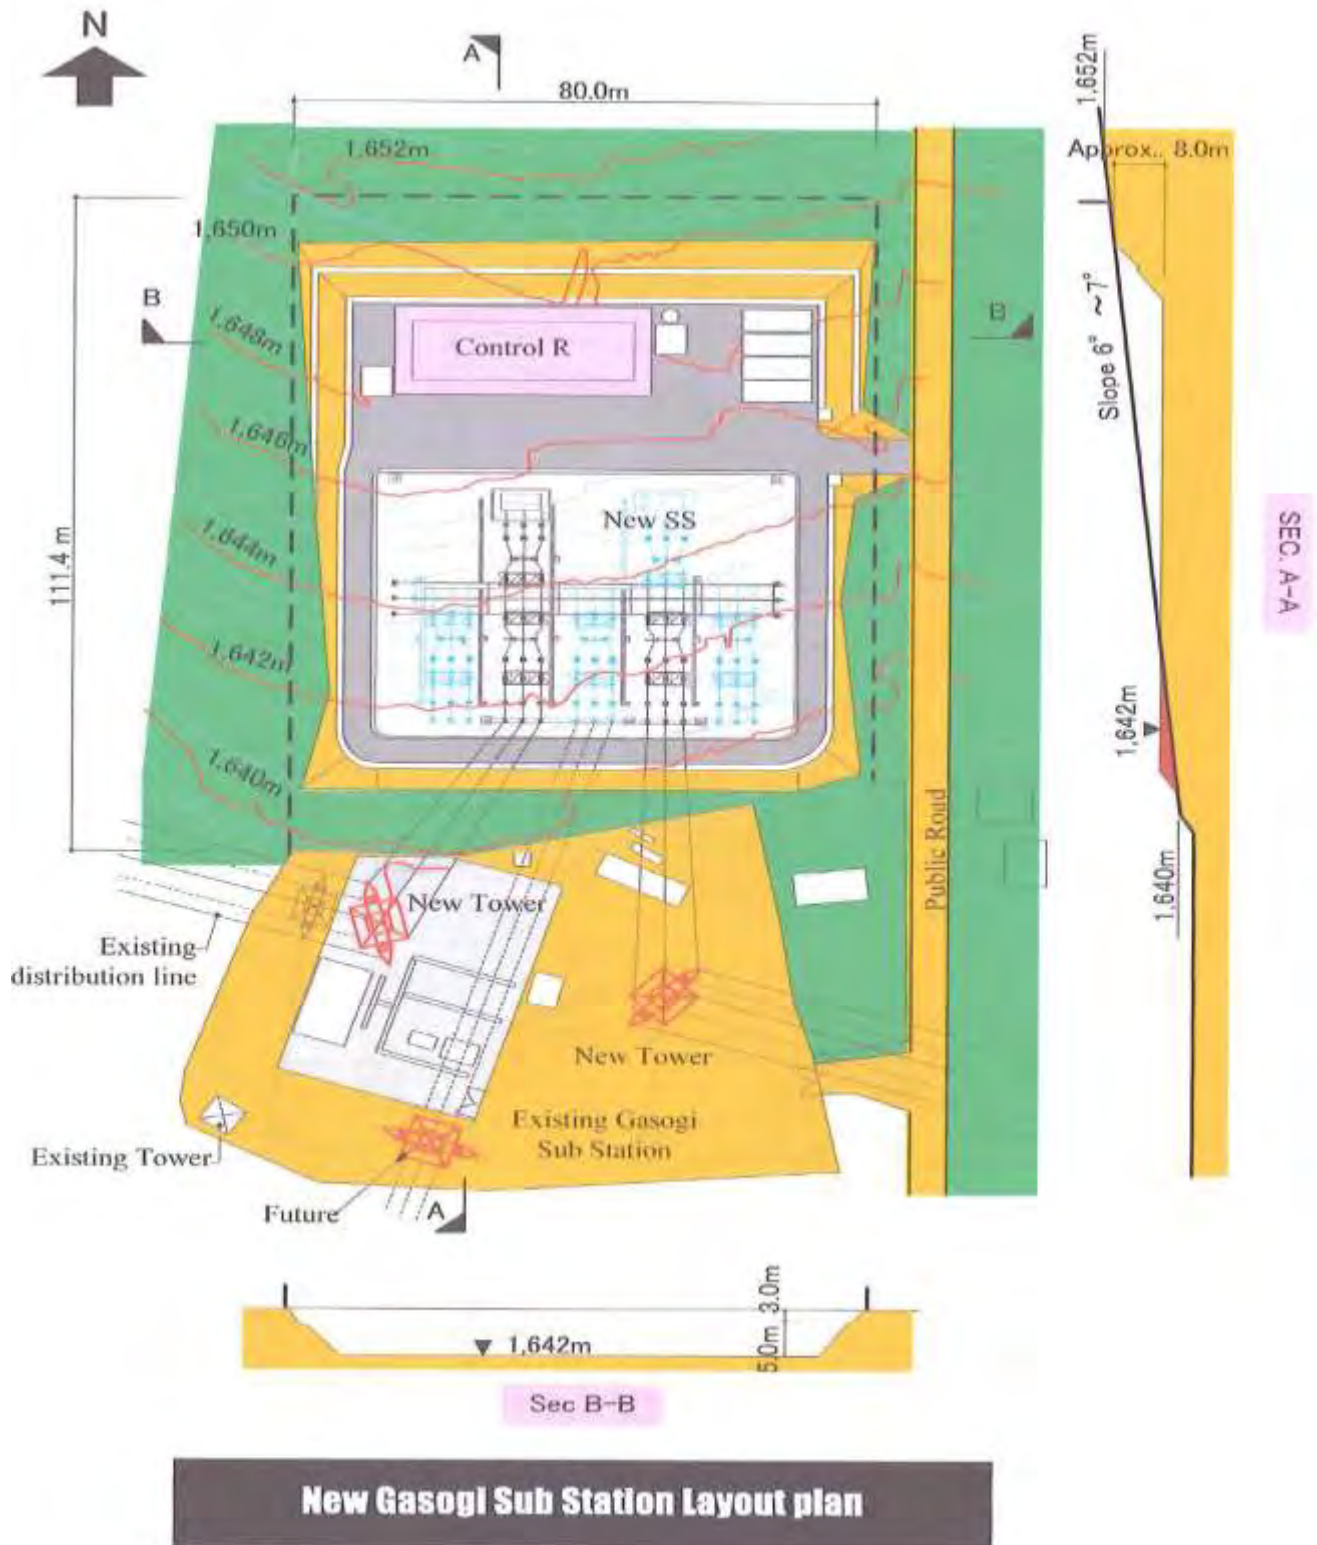 N
A
80.0m
1,652m
1.652m
Approx.. 8.0m
1,650m
B
B
1,648m
Control R
Slope 6° ~7°
1,646m
New SS
SEC. A-A
1,644m
111.4 m
1,642m
1,642m
1,640m
Public Road
1.640m
New Tower
Existing
distribution line
New Tower
Existing Gasogi
Sub Station
Existing Tower
Future
A
5.0m 3.0m
1,642m
Sec B-B
New Gasogi Sub Station Layout plan